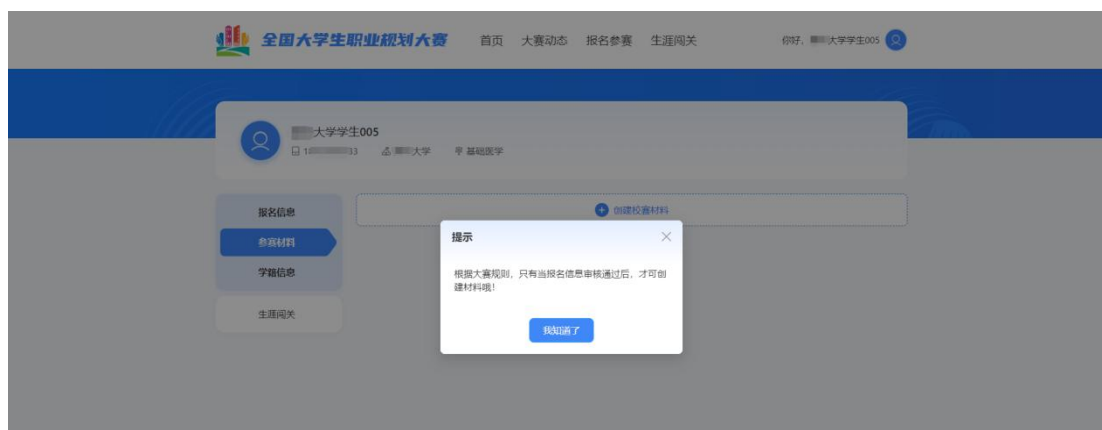 全国大学生职业规划大赛 首页 大赛动态 报名参赛 生涯闯关 你好, 大学学生005
大学学生005
1 33 大学 基础医学
报名信息
创建校赛材料
参赛材料
学籍信息
生涯闯关
提示
根据大赛规则，只有当报名信息审核通过后，才可创
建材料哦！
我知道了